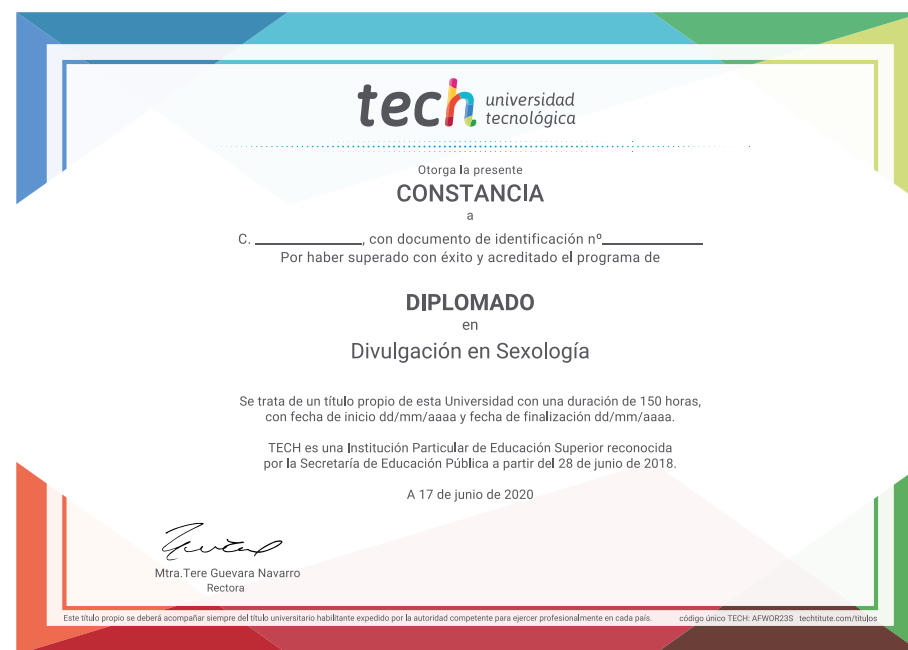 tech universidad
tecnológica
Otorga la presente
CONSTANCIA
a
C. ____________, con documento de identificación nº____________
Por haber superado con éxito y acreditado el programa de
DIPLOMADO
en
Divulgación en Sexología
Se trata de un título propio de esta Universidad con una duración de 150 horas,
con fecha de inicio dd/mm/aaaa y fecha de finalización dd/mm/aaaa.
TECH es una Institución Particular de Educación Superior reconocida
por la Secretaría de Educación Pública a partir del 28 de junio de 2018.
A 17 de junio de 2020
Mtra.Tere Guevara Navarro
Rectora
Este título propio se deberá acompañar siempre del título universitario habilitante expedido por la autoridad competente para ejercer profesionalmente en cada país. código único TECH: AFWOR23S techtitute.com/titulos